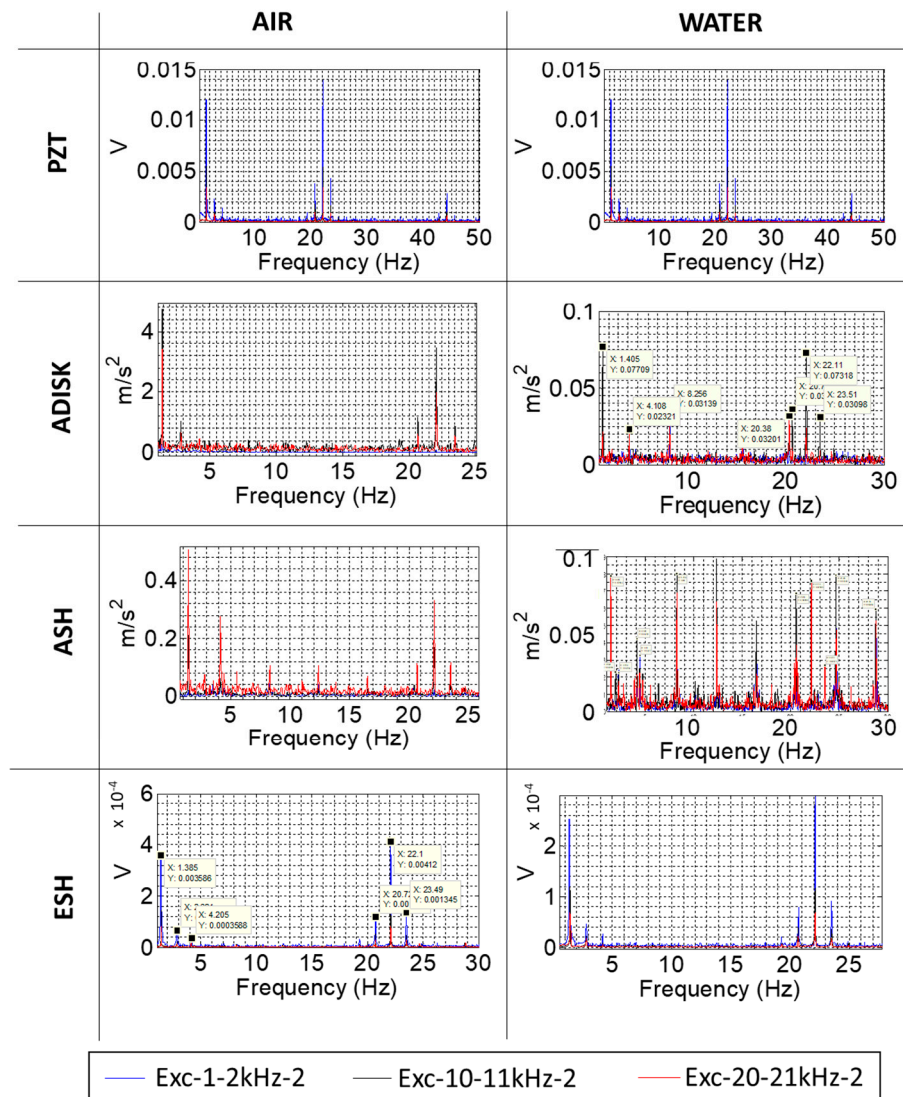 AIR WATER
PZT
0.015
0.01
0.005
0
V
10 20 30 40 50
Frequency (Hz)
0.015
0.01
0.005
0
V
10 20 30 40 50
Frequency (Hz)
ADISK
4
2
0
m/s²
5 10 15 20 25
Frequency (Hz)
0.1
0.05
0
m/s²
X: 1.405
Y: 0.07709
X: 4.108
Y: 0.02321
X: 8.256
Y: 0.03139
X: 20.38
Y: 0.03201
X: 22.11
Y: 0.07318
X: 23.51
Y: 0.03098
10 20 30
Frequency (Hz)
ASH
0.4
0.2
0
m/s²
5 10 15 20 25
Frequency (Hz)
0.1
0.05
0
m/s²
10 20 30
Frequency (Hz)
ESH
x 10⁻⁴
6
4
2
0
V
X: 1.385
Y: 0.003586
X: 4.205
Y: 0.0003588
X: 22.1
Y: 0.00412
X: 23.49
Y: 0.001345
5 10 15 20 25 30
Frequency (Hz)
x 10⁻⁴
2
1
0
V
5 10 15 20 25
Frequency (Hz)
Exc-1-2kHz-2 Exc-10-11kHz-2 Exc-20-21kHz-2